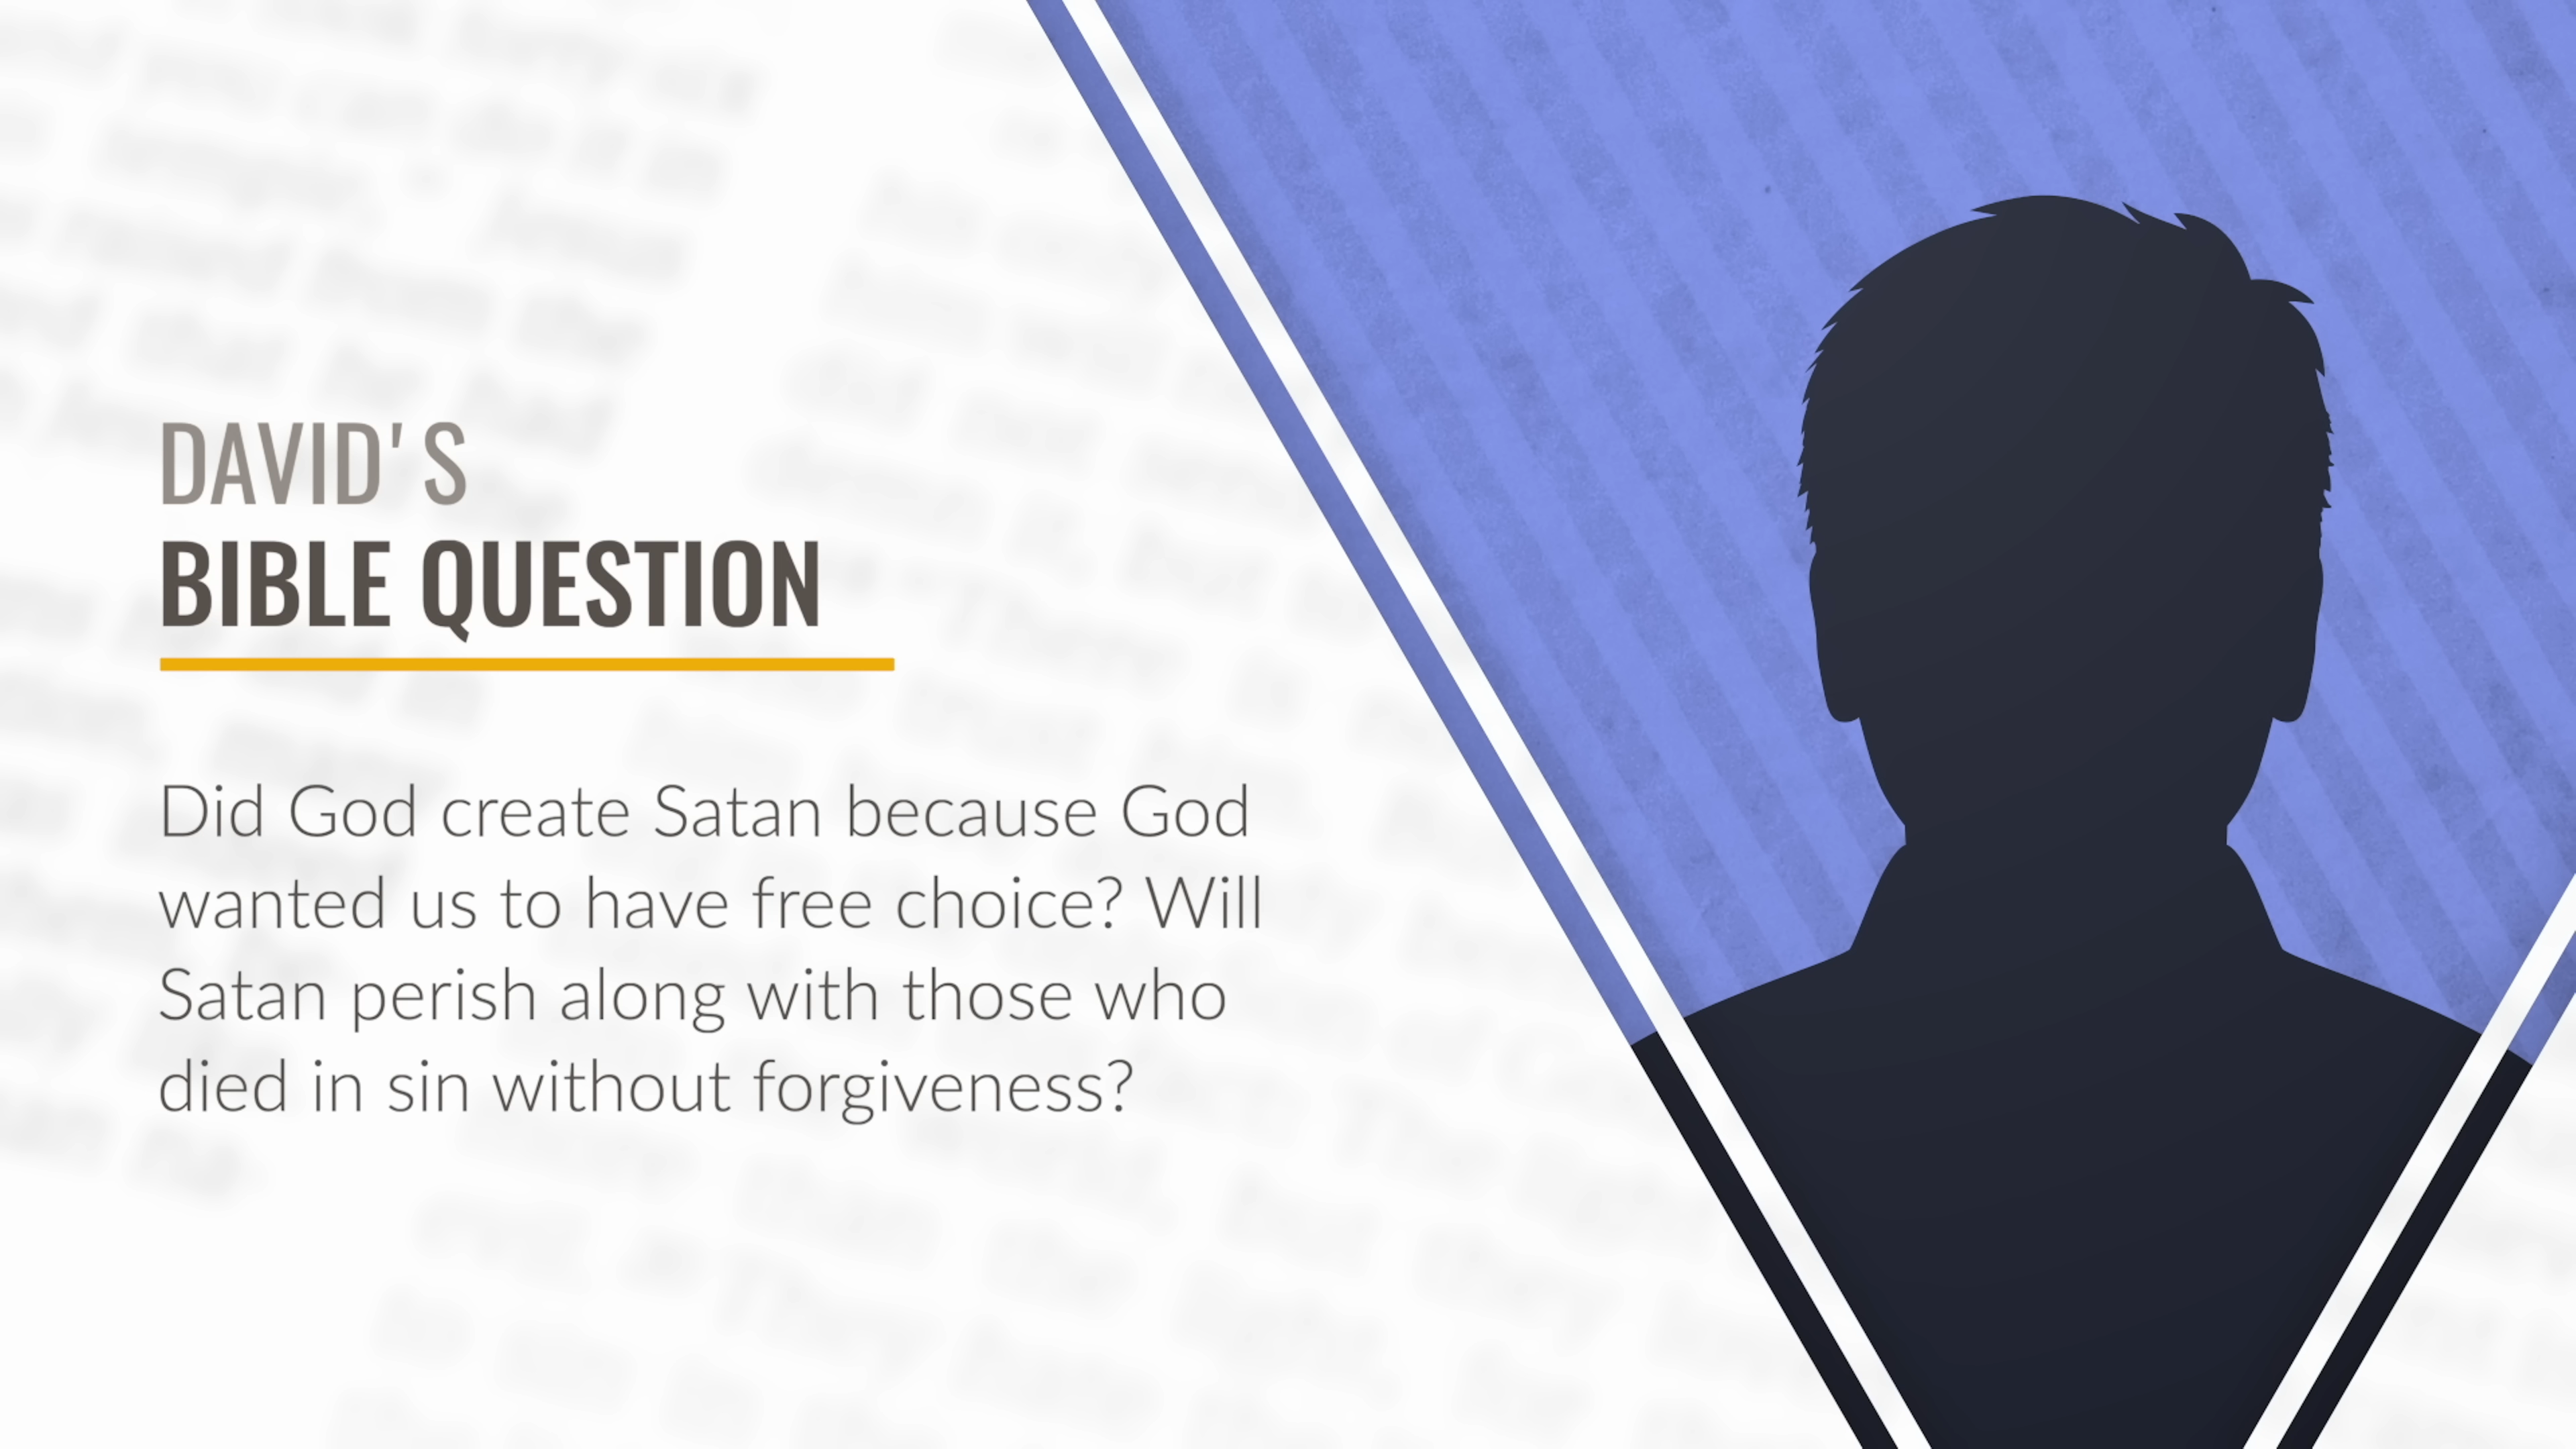 DAVID'S
BIBLE QUESTION
Did God create Satan because God
wanted us to have free choice? Will
Satan perish along with those who
died in sin without forgiveness?